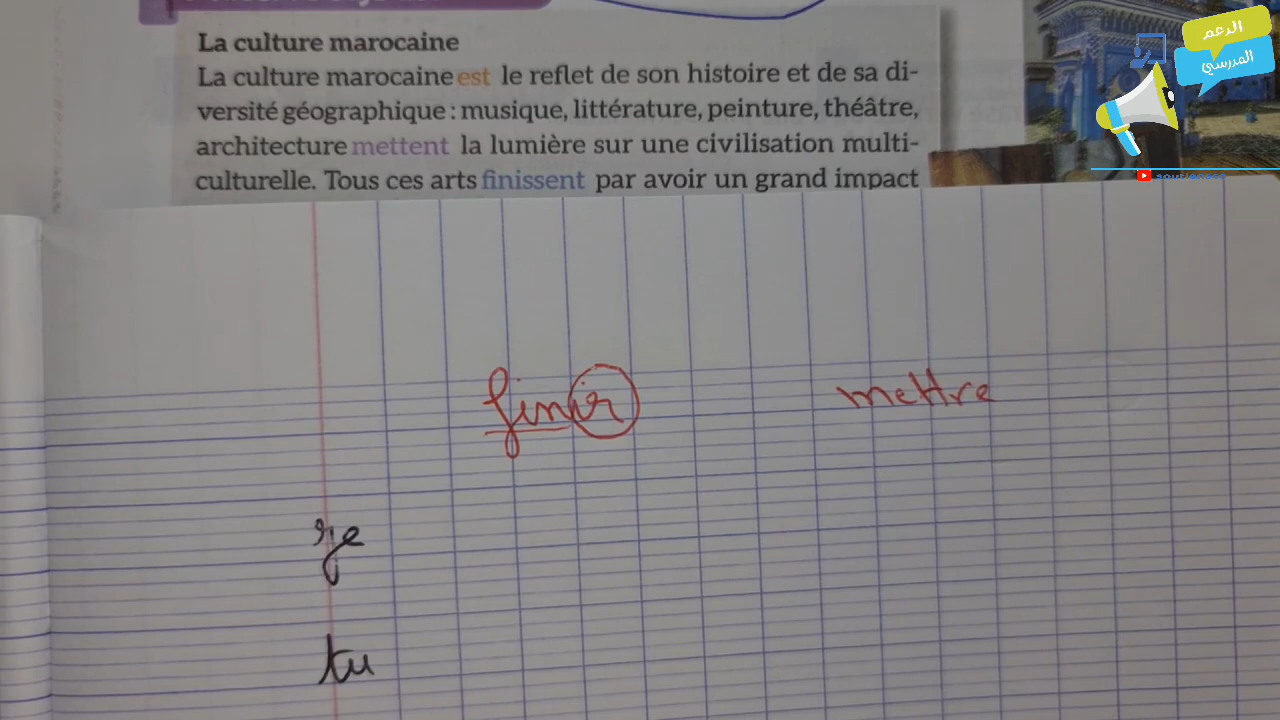 La culture marocaine
La culture marocaine est le reflet de son histoire et de sa di-
versité géographique : musique, littérature, peinture, théâtre,
architecture mettent la lumière sur une civilisation multi-
culturelle. Tous ces arts finissent par avoir un grand impact
الدعم
المدرسي
finir
mettre
je
tu